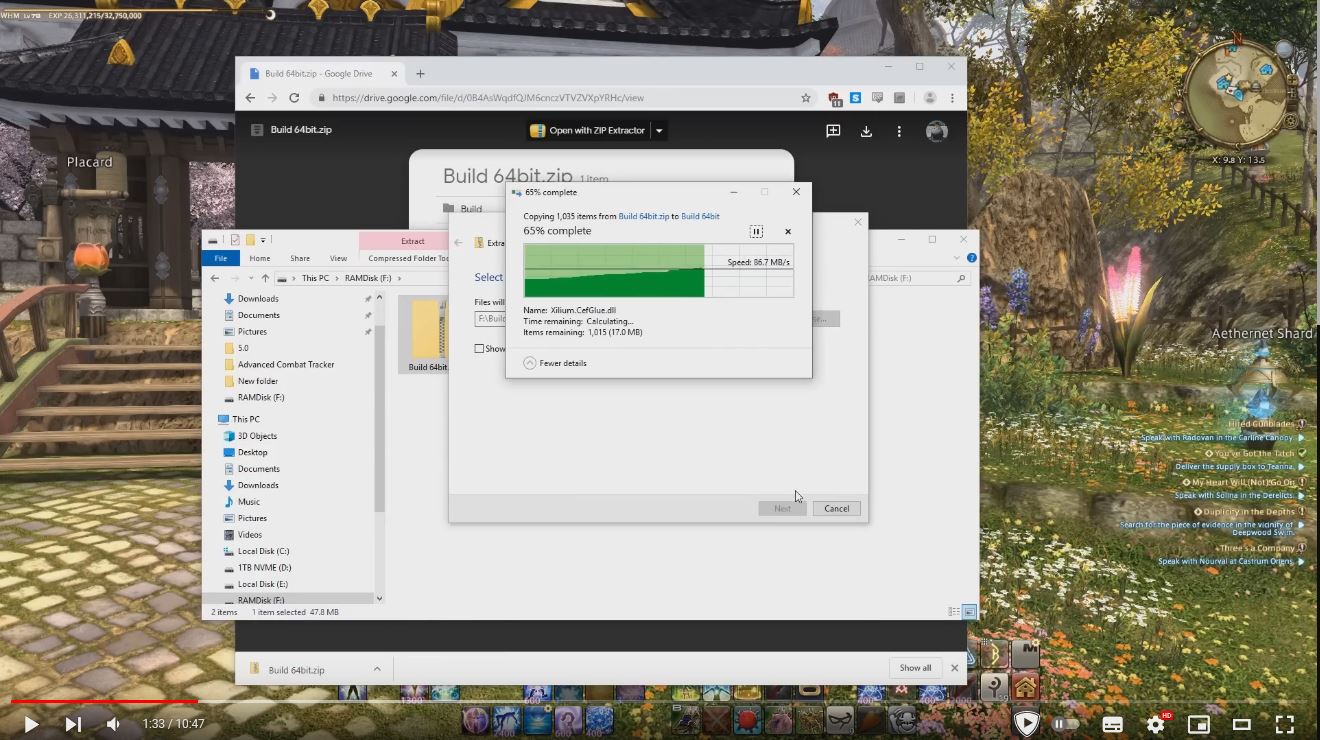 WHM Lv78 EXP 26,311,215/32,750,000
Build 64bit.zip - Google Drive
https://drive.google.com/file/d/0B4AsWqdfQJM6cnczVTVZVXpYRHc/view
11
Build 64bit.zip
Open with ZIP Extractor
Build 64bit.zip 1 item
Build
Placard
X: 9.8 Y: 13.5
65% complete
Copying 1,035 items from Build 64bit.zip to Build 64bit
65% complete
Speed: 86.7 MB/s
Name: Xilium.CefGlue.dll
Time remaining: Calculating...
Items remaining: 1,015 (17.0 MB)
Fewer details
Extra
Select
Files will
F:\Build
Show
Next
Cancel
Extract
File
Home
Share
View
Compressed Folder Too
This PC
RAMDisk (F:)
Downloads
Documents
Pictures
5.0
Advanced Combat Tracker
New folder
RAMDisk (F:)
This PC
3D Objects
Desktop
Documents
Downloads
Music
Pictures
Videos
Local Disk (C:)
1TB NVME (D:)
Local Disk (E:)
RAMDisk (F:)
Build 64bit.
2 items 1 item selected 47.8 MB
Aethernet Shard
Hired Gunblades
Speak with Radovan in the Carline Canopy.
You've Got the Tatch
Deliver the supply box to Teanna.
My Heart Will (Not) Go On
Speak with Solina in the Derelicts.
Duplicity in the Depths
Search for the piece of evidence in the vicinity of
Deepwood Swim.
Three's a Company
Speak with Nourval at Castrum Oriens.
Build 64bit.zip
Show all
1:33 / 10:47
HD